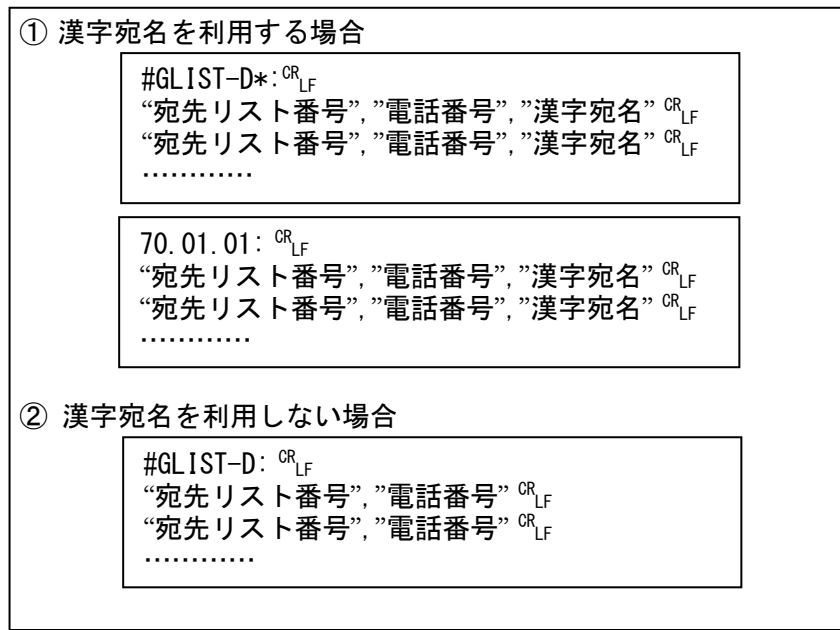 ① 漢字宛名を利用する場合
#GLIST-D*:CRLF
“宛先リスト番号”,”電話番号”,”漢字宛名” CRLF
“宛先リスト番号”,”電話番号”,”漢字宛名” CRLF
…………
70.01.01: CRLF
“宛先リスト番号”,”電話番号”,”漢字宛名” CRLF
“宛先リスト番号”,”電話番号”,”漢字宛名” CRLF
…………
② 漢字宛名を利用しない場合
#GLIST-D: CRLF
“宛先リスト番号”,”電話番号” CRLF
“宛先リスト番号”,”電話番号” CRLF
…………